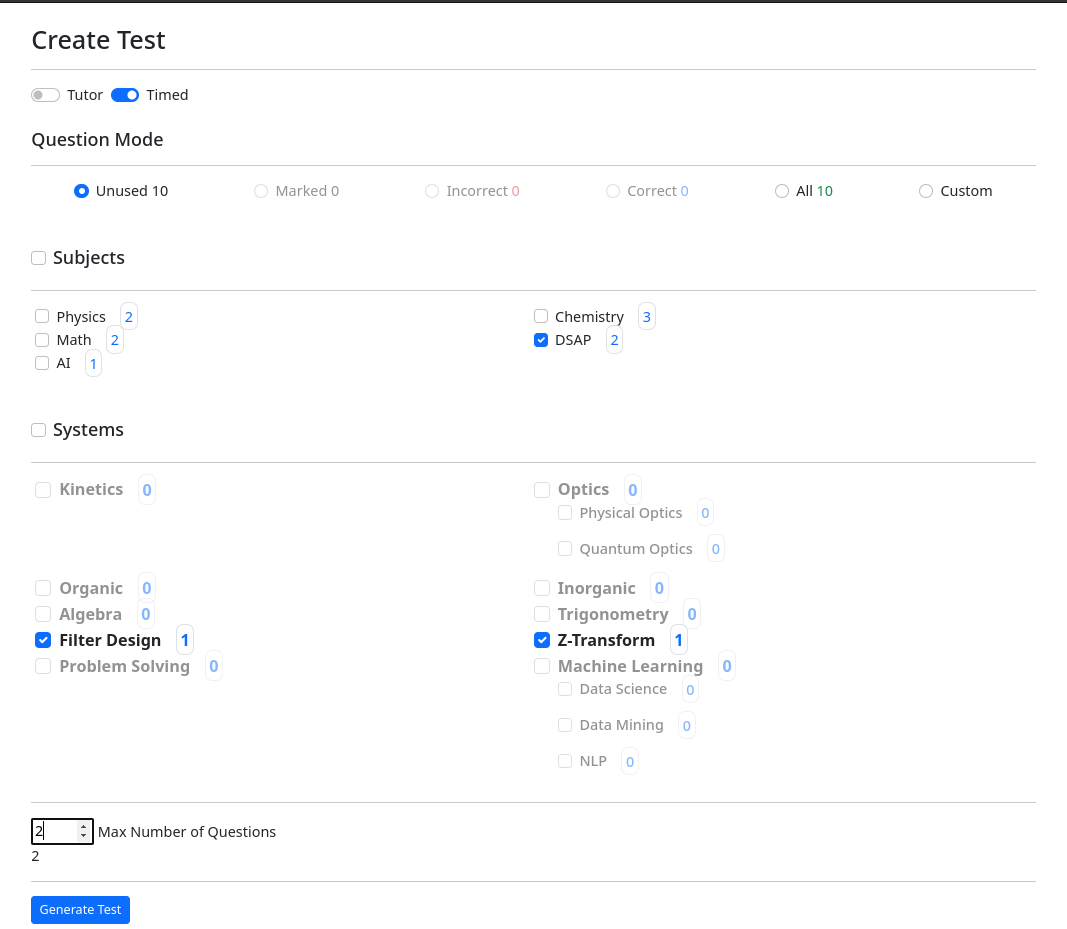 Create Test
Tutor Timed
Question Mode
Unused 10 Marked 0 Incorrect 0 Correct 0 All 10 Custom
Subjects
Physics 2 Chemistry 3
Math 2 DSAP 2
AI 1
Systems
Kinetics 0 Optics 0
Physical Optics 0
Quantum Optics 0
Organic 0 Inorganic 0
Algebra 0 Trigonometry 0
Filter Design 1 Z-Transform 1
Problem Solving 0 Machine Learning 0
Data Science 0
Data Mining 0
NLP 0
2 Max Number of Questions
2
Generate Test